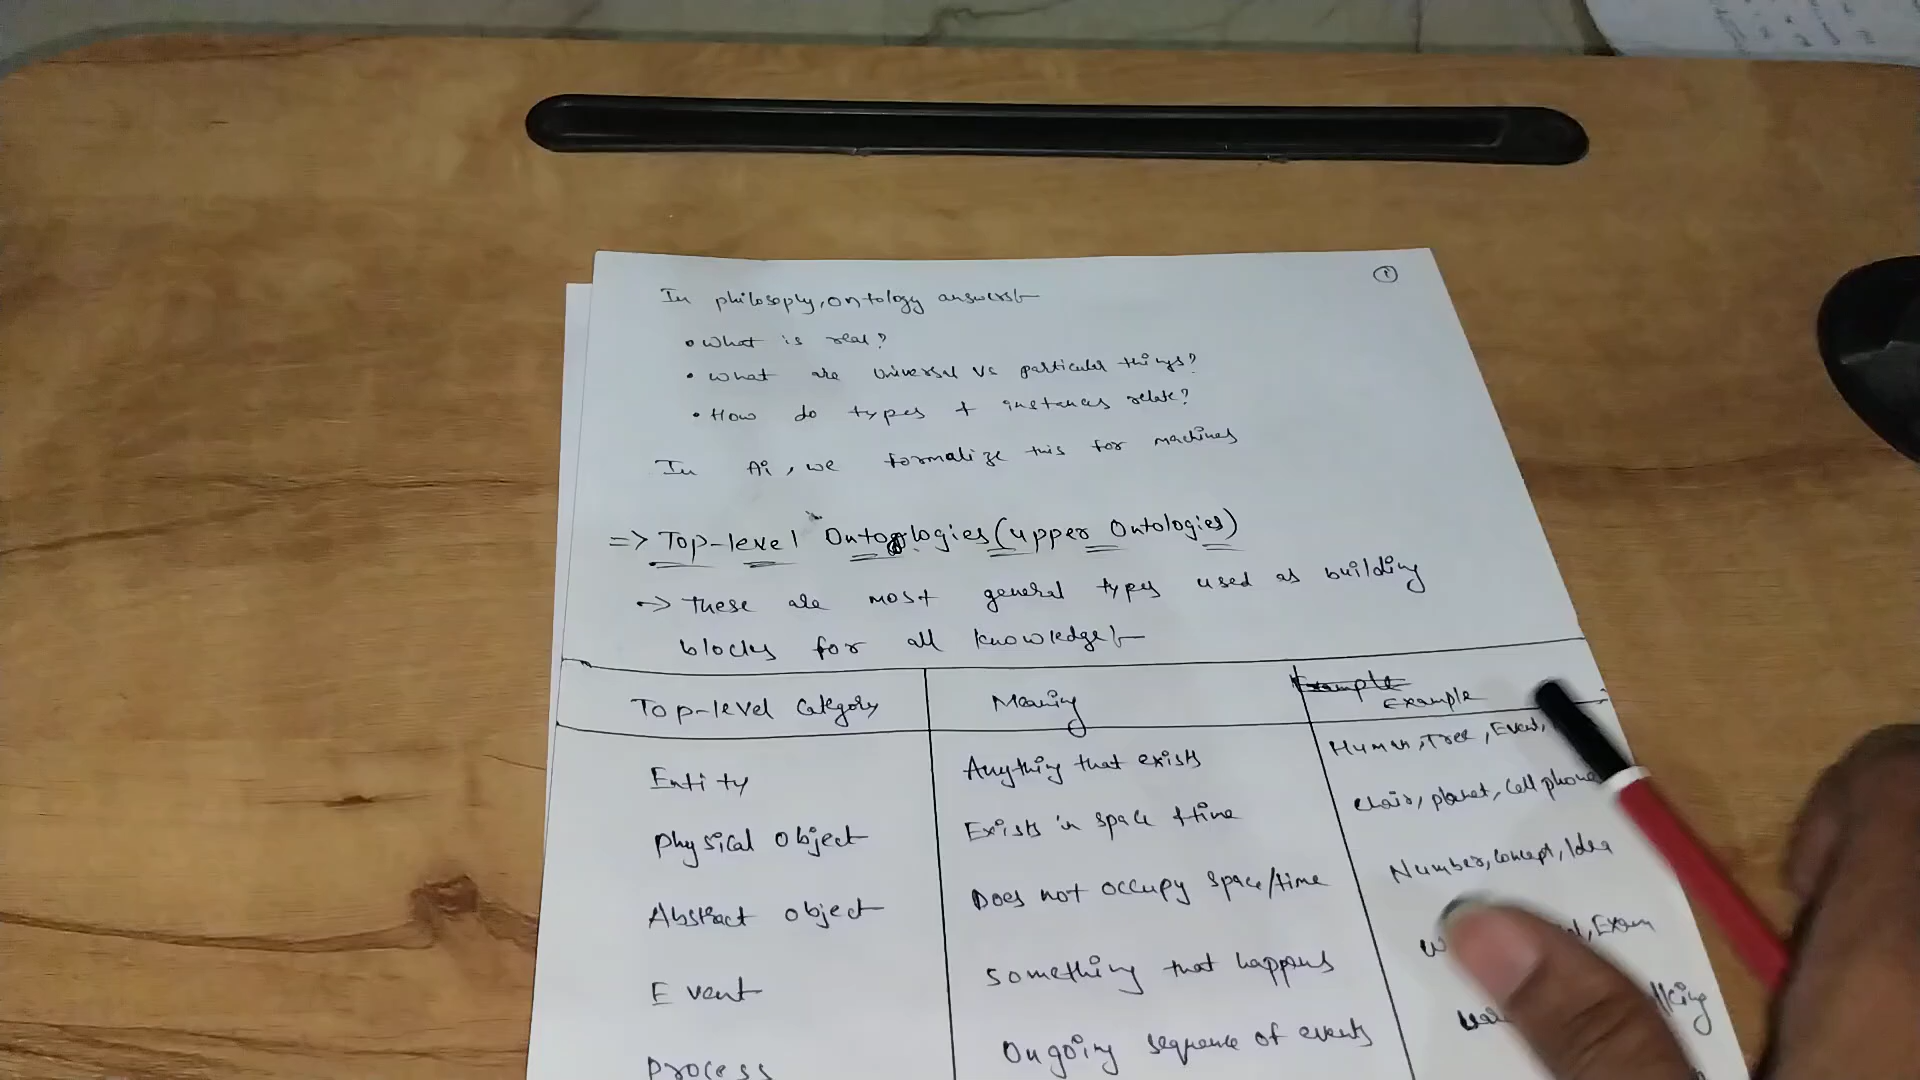 ①
In philosophy, ontology answers:-
• What is real?
• What are Universal vs particular things?
• How do types & instances relate?
In Ai, we formalize this for machines
=> Top-level Ontologies (upper Ontologies)
-> These are most general types used as building
blocks for all knowledge:-
Top-level Category | Meaning | Example
Entity | Anything that exists | Human, Tree, Event,
Physical object | Exists in space & time | Chair, planet, Cell phone
Abstract object | Does not occupy space/time | Number, Concept, Idea
Event | Something that happens | Exam
Process | Ongoing sequence of events